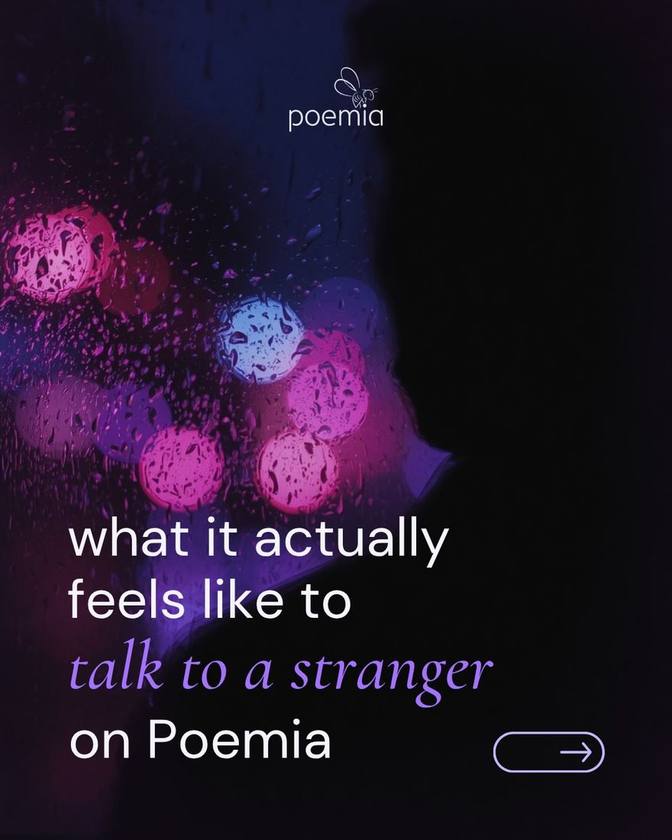 poemia
what it actually
feels like to
talk to a stranger
on Poemia